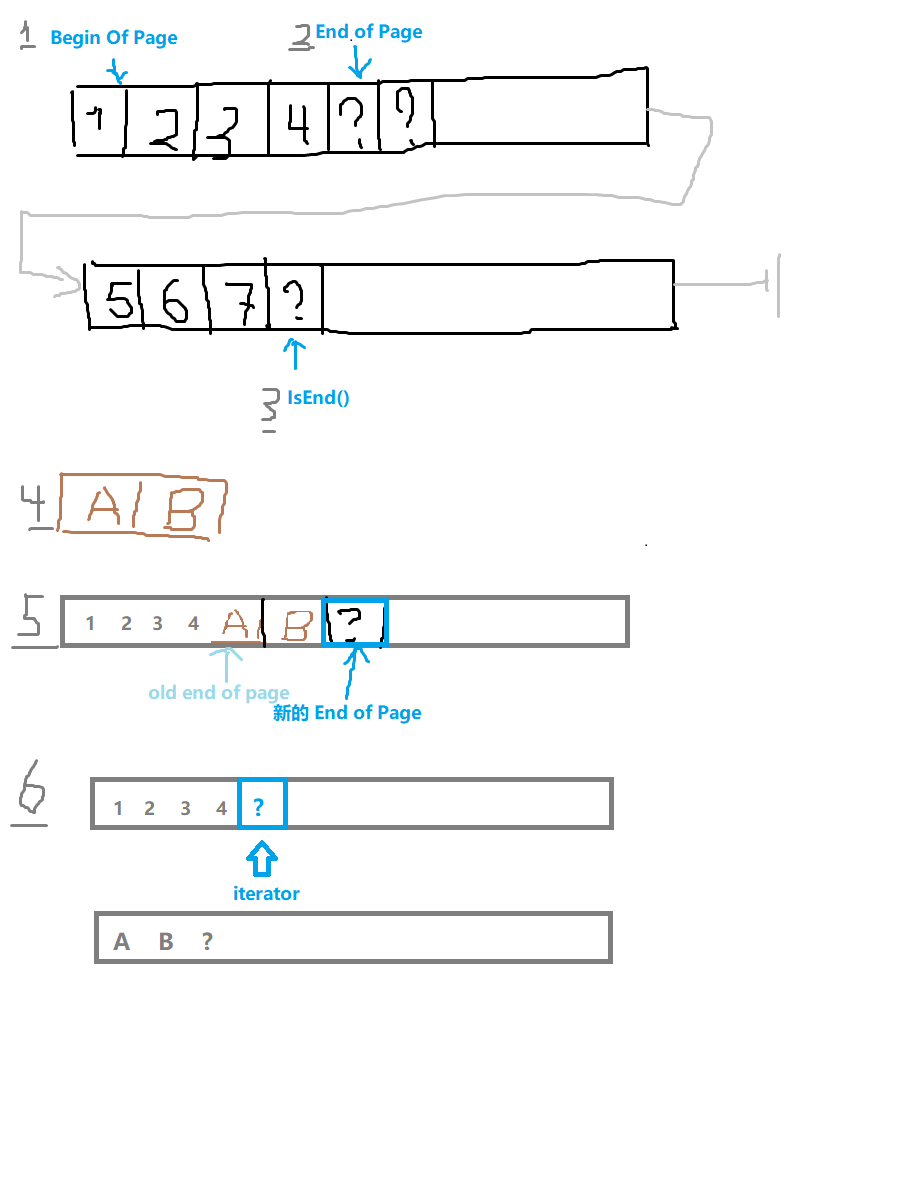 1 Begin Of Page
2 End of Page
1 2 3 4 ? ?
5 6 7 ?
3 IsEnd()
4 A B
5 1 2 3 4 A B ?
old end of page
新的 End of Page
6
1 2 3 4 ?
iterator
A B ?